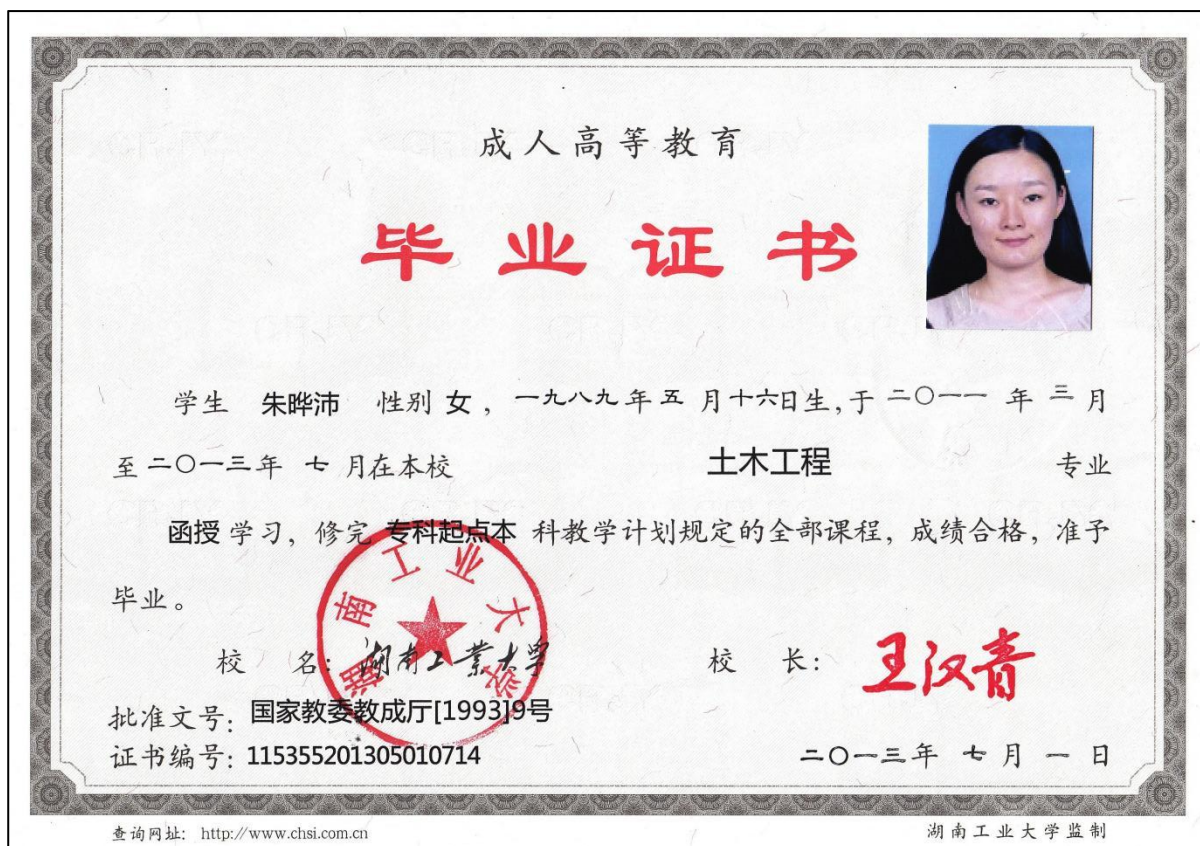 成人高等教育
毕业证书
学生 朱晔沛 性别 女 ，一九八九 年 五 月 十六日生，于 二〇一一 年 三 月
至 二〇一三 年 七 月在本校 土木工程 专业
函授 学习，修完 专科起点本 科教学计划规定的全部课程，成绩合格，准予
毕业。
湖南工业大学
校 名：湖南工业大学 校 长：王汉青
批准文号：国家教委教成厅[1993]9号
证书编号：115355201305010714 二〇一三年 七 月 一 日
查询网址：http://www.chsi.com.cn 湖南工业大学监制